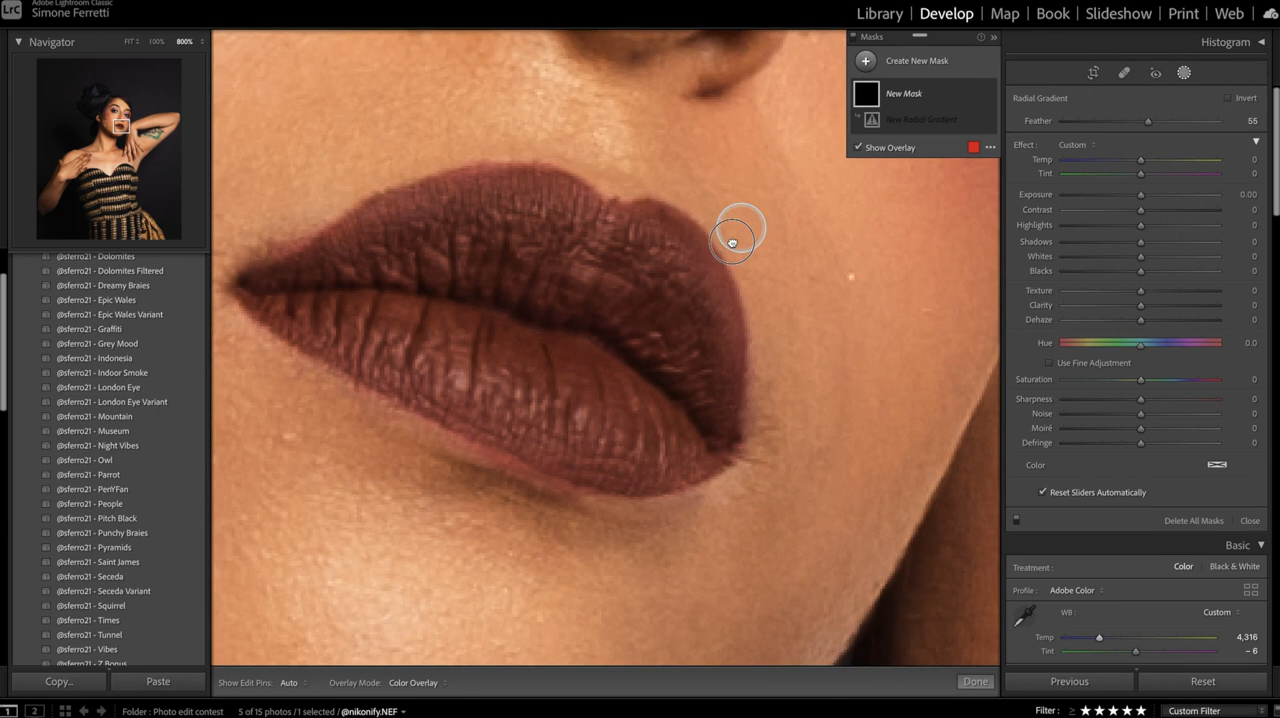 LrC
Adobe Lightroom Classic
Simone Ferretti
Library | Develop | Map | Book | Slideshow | Print | Web
Navigator
FIT
100%
800%
@sferro21 - Dolomites
@sferro21 - Dolomites Filtered
@sferro21 - Dreamy Braies
@sferro21 - Epic Wales
@sferro21 - Epic Wales Variant
@sferro21 - Graffiti
@sferro21 - Grey Mood
@sferro21 - Indonesia
@sferro21 - Indoor Smoke
@sferro21 - London Eye
@sferro21 - London Eye Variant
@sferro21 - Mountain
@sferro21 - Museum
@sferro21 - Night Vibes
@sferro21 - Owl
@sferro21 - Parrot
@sferro21 - PeriYFan
@sferro21 - People
@sferro21 - Pitch Black
@sferro21 - Punchy Braies
@sferro21 - Pyramids
@sferro21 - Saint James
@sferro21 - Seceda
@sferro21 - Seceda Variant
@sferro21 - Squirrel
@sferro21 - Times
@sferro21 - Tunnel
@sferro21 - Vibes
@sferro21 - Z Bonus
Copy...
Paste
Masks
Create New Mask
New Mask
New Radial Gradient
Show Overlay
Histogram
Radial Gradient
Invert
Feather 55
Effect : Custom
Temp 0
Tint 0
Exposure 0.00
Contrast 0
Highlights 0
Shadows 0
Whites 0
Blacks 0
Texture 0
Clarity 0
Dehaze 0
Hue 0.0
Use Fine Adjustment
Saturation 0
Sharpness 0
Noise 0
Moiré 0
Defringe 0
Color
Reset Sliders Automatically
Delete All Masks
Close
Basic
Treatment : Color Black & White
Profile : Adobe Color
WB : Custom
Temp 4,316
Tint – 6
Previous
Reset
Show Edit Pins: Auto
Overlay Mode: Color Overlay
Done
1
2
Folder : Photo edit contest
5 of 15 photos / 1 selected / @nikonify.NEF
Filter : ≥ ★★★★★
Custom Filter